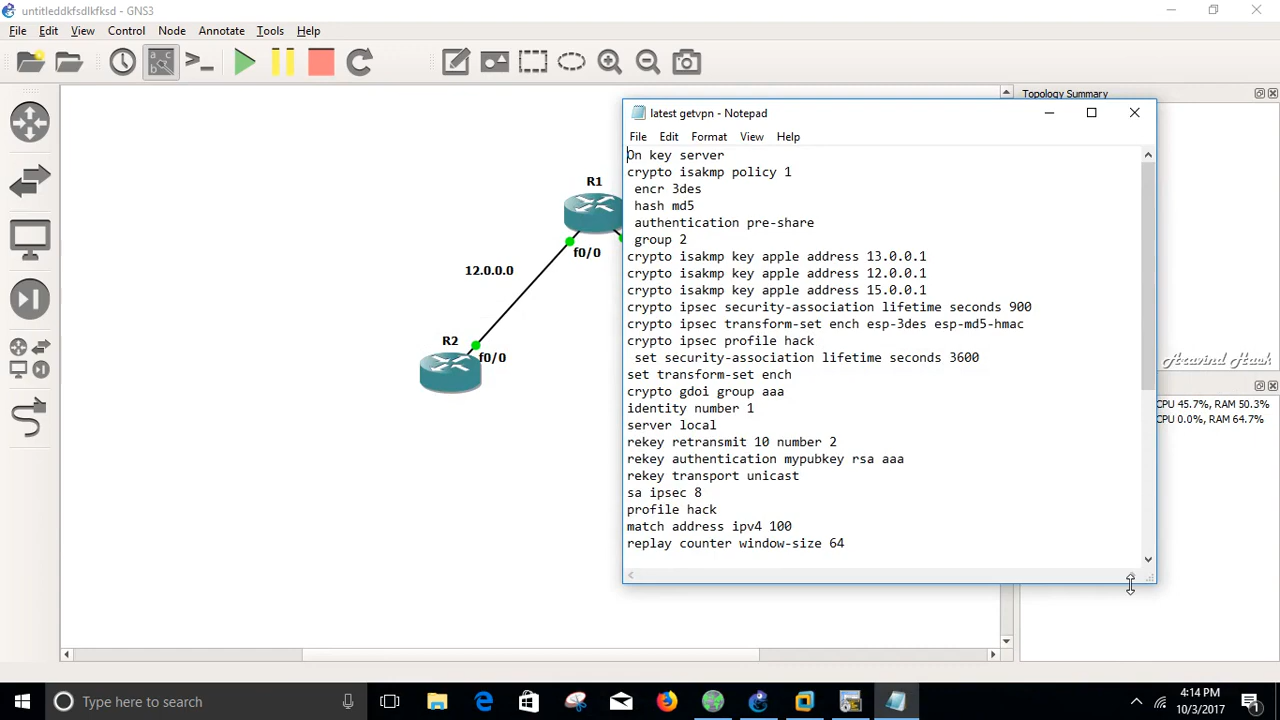 untitleddkfsdlkfksd - GNS3
File Edit View Control Node Annotate Tools Help
Topology Summary
latest getvpn - Notepad
File Edit Format View Help
On key server
crypto isakmp policy 1
encr 3des
hash md5
authentication pre-share
group 2
crypto isakmp key apple address 13.0.0.1
crypto isakmp key apple address 12.0.0.1
crypto isakmp key apple address 15.0.0.1
crypto ipsec security-association lifetime seconds 900
crypto ipsec transform-set ench esp-3des esp-md5-hmac
crypto ipsec profile hack
set security-association lifetime seconds 3600
set transform-set ench
crypto gdoi group aaa
identity number 1
server local
rekey retransmit 10 number 2
rekey authentication mypubkey rsa aaa
rekey transport unicast
sa ipsec 8
profile hack
match address ipv4 100
replay counter window-size 64
R1
f0/0
12.0.0.0
R2
f0/0
Aravind Hask
CPU 45.7%, RAM 50.3%
CPU 0.0%, RAM 64.7%
Type here to search
4:14 PM
10/3/2017
1